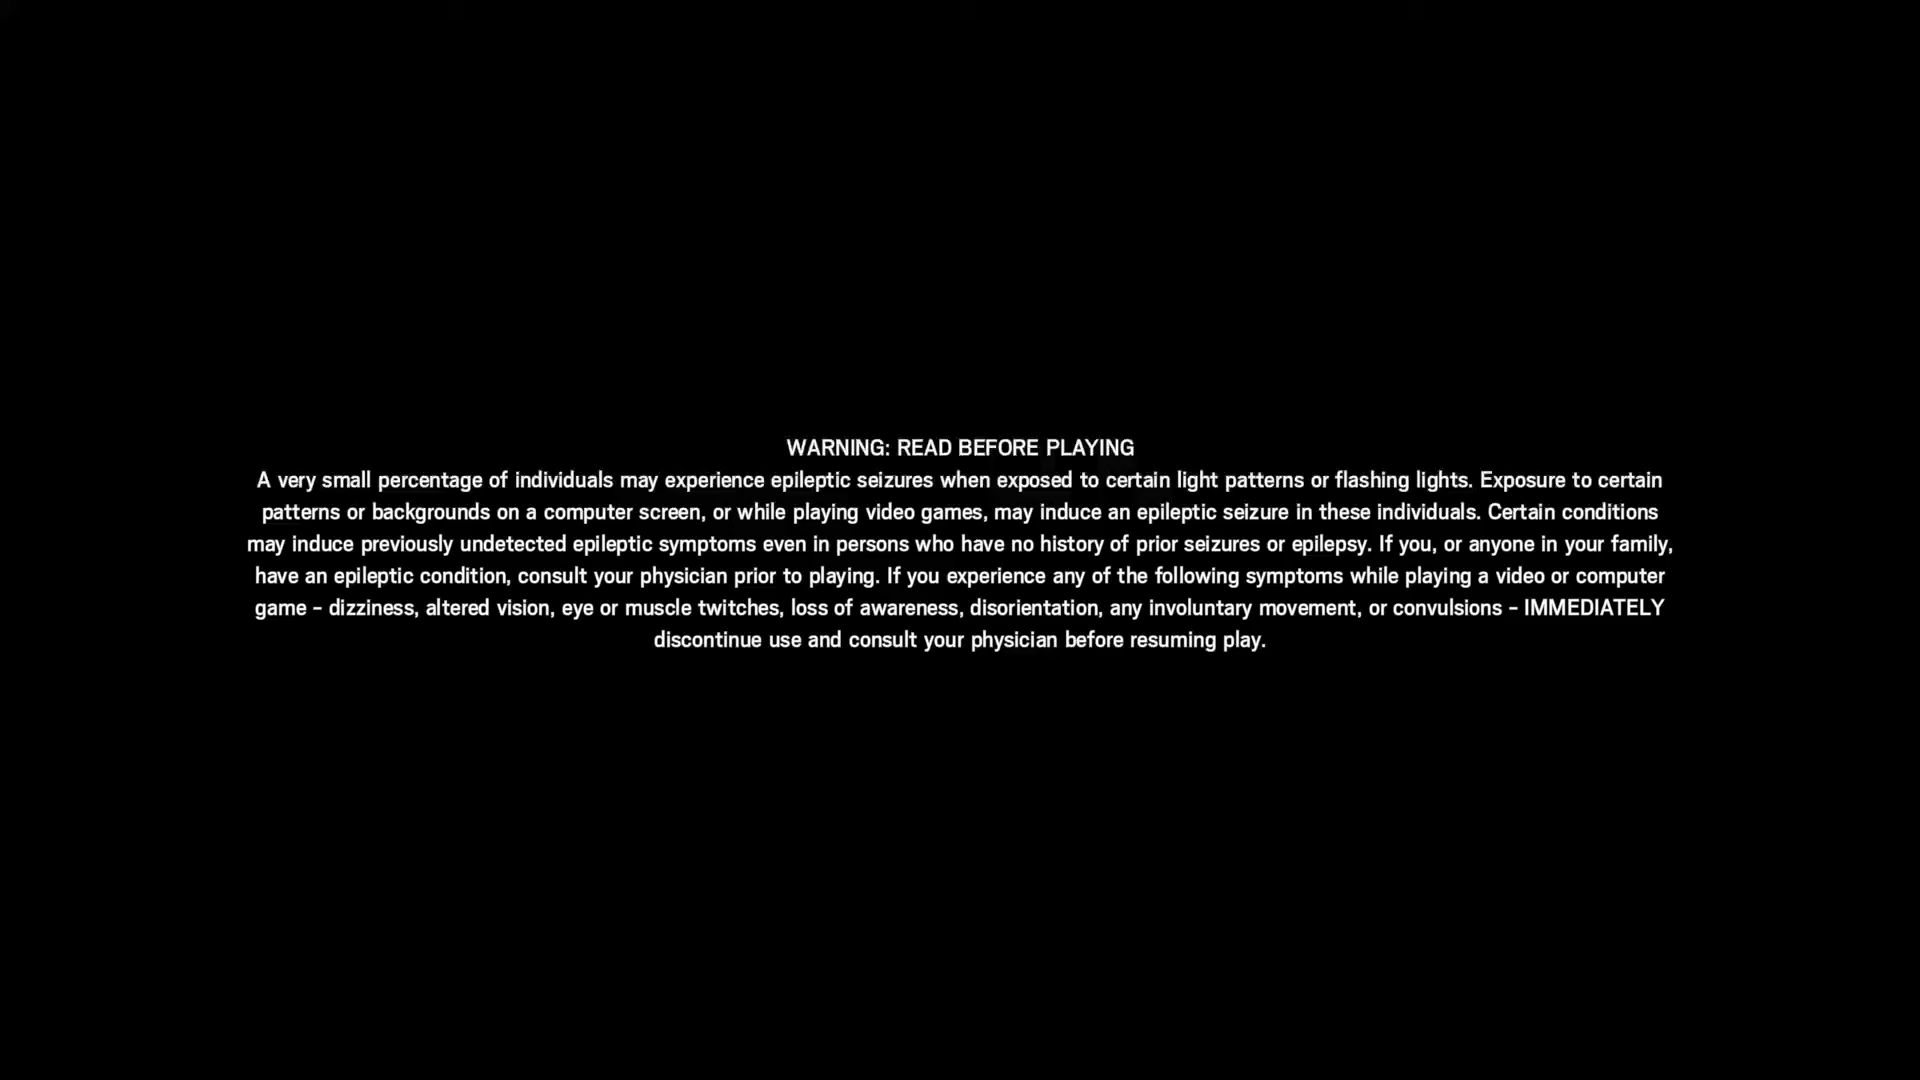 WARNING: READ BEFORE PLAYING
A very small percentage of individuals may experience epileptic seizures when exposed to certain light patterns or flashing lights. Exposure to certain
patterns or backgrounds on a computer screen, or while playing video games, may induce an epileptic seizure in these individuals. Certain conditions
may induce previously undetected epileptic symptoms even in persons who have no history of prior seizures or epilepsy. If you, or anyone in your family,
have an epileptic condition, consult your physician prior to playing. If you experience any of the following symptoms while playing a video or computer
game – dizziness, altered vision, eye or muscle twitches, loss of awareness, disorientation, any involuntary movement, or convulsions – IMMEDIATELY
discontinue use and consult your physician before resuming play.